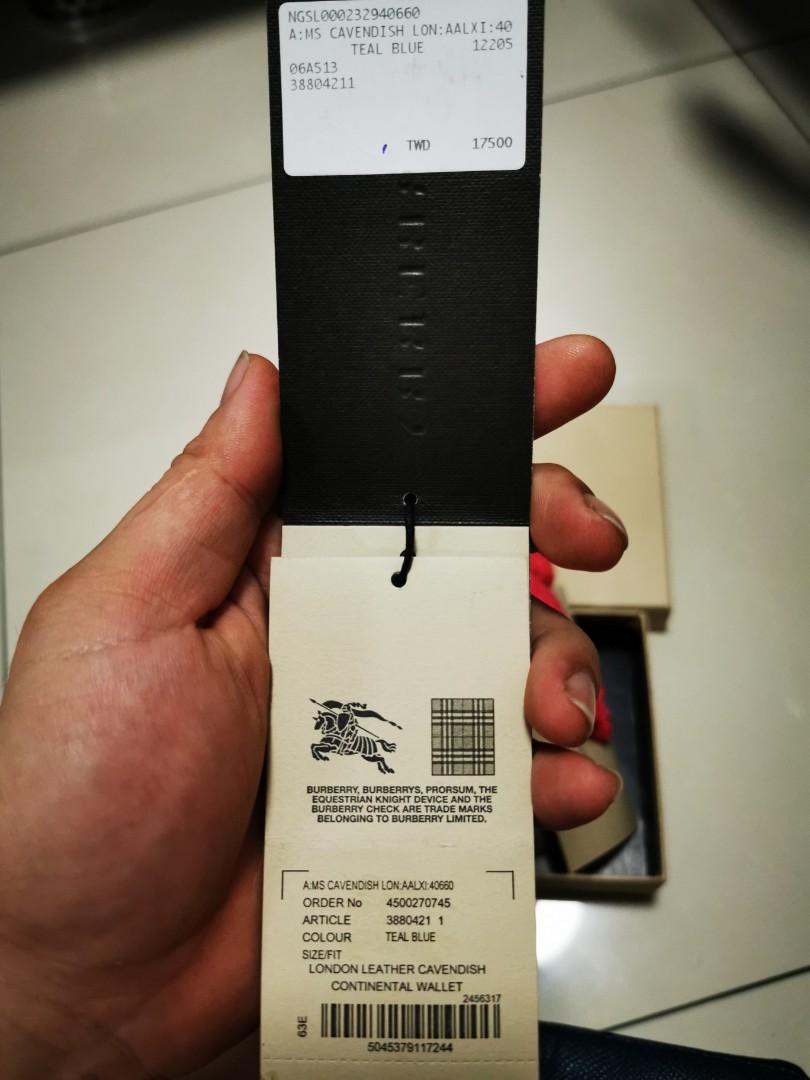 NGSL000232940660
A:MS CAVENDISH LON:AALXI:40
TEAL BLUE 12205
06A513
38804211
TWD 17500
BURBERRY, BURBERRYS, PRORSUM, THE
EQUESTRIAN KNIGHT DEVICE AND THE
BURBERRY CHECK ARE TRADE MARKS
BELONGING TO BURBERRY LIMITED.
A:MS CAVENDISH LON:AALXI:40660
ORDER No 4500270745
ARTICLE 3880421 1
COLOUR TEAL BLUE
SIZE/FIT
LONDON LEATHER CAVENDISH
CONTINENTAL WALLET
2456317
63E
5045379117244